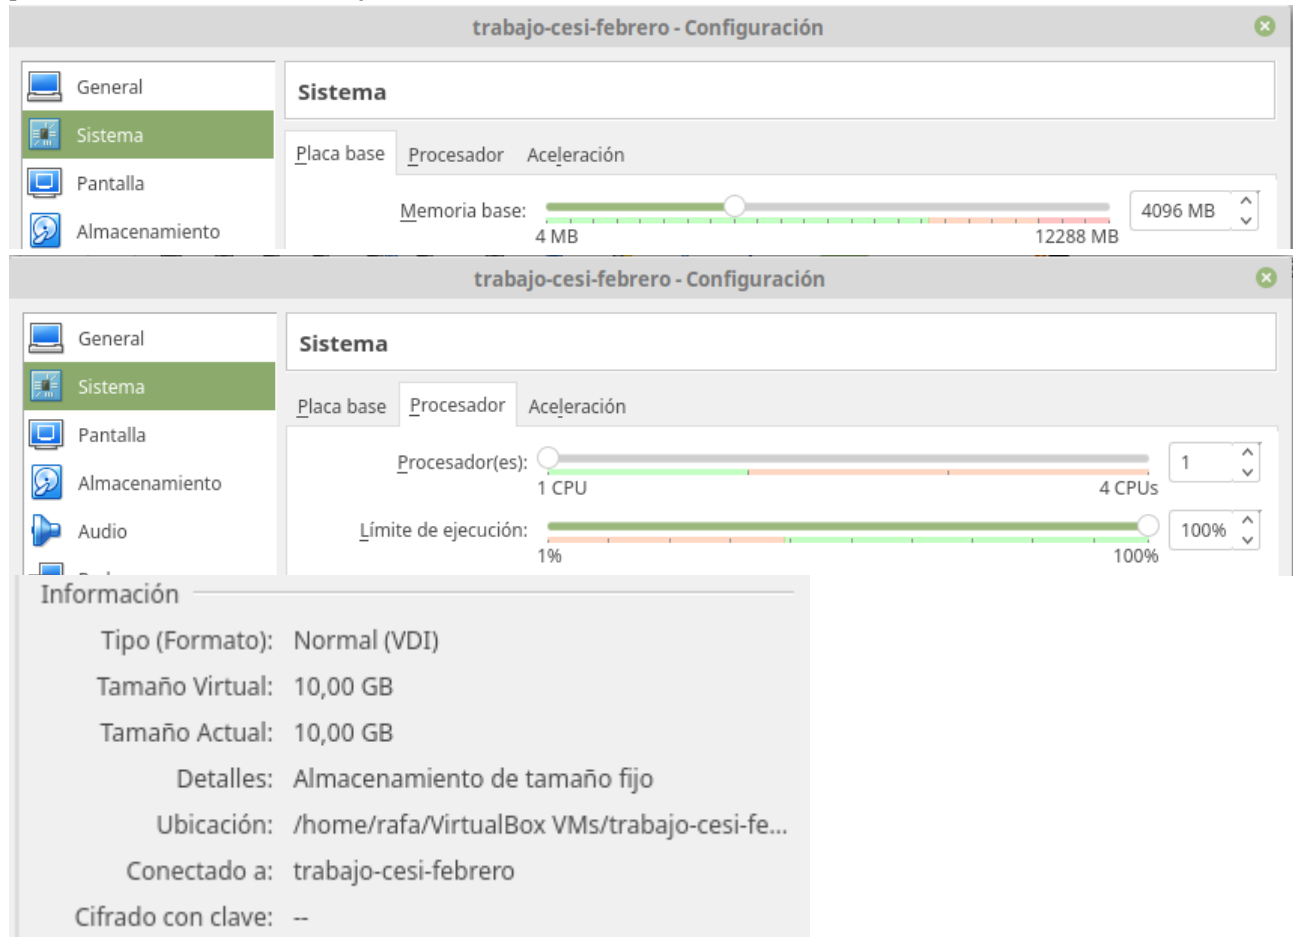 trabajo-cesi-febrero - Configuración
General
Sistema
Pantalla
Almacenamiento
Sistema
Placa base Procesador Aceleración
Memoria base: 4096 MB
4 MB 12288 MB
trabajo-cesi-febrero - Configuración
General
Sistema
Pantalla
Almacenamiento
Audio
Sistema
Placa base Procesador Aceleración
Procesador(es): 1
1 CPU 4 CPUs
Límite de ejecución: 100%
1% 100%
Información
Tipo (Formato): Normal (VDI)
Tamaño Virtual: 10,00 GB
Tamaño Actual: 10,00 GB
Detalles: Almacenamiento de tamaño fijo
Ubicación: /home/rafa/VirtualBox VMs/trabajo-cesi-fe...
Conectado a: trabajo-cesi-febrero
Cifrado con clave: --